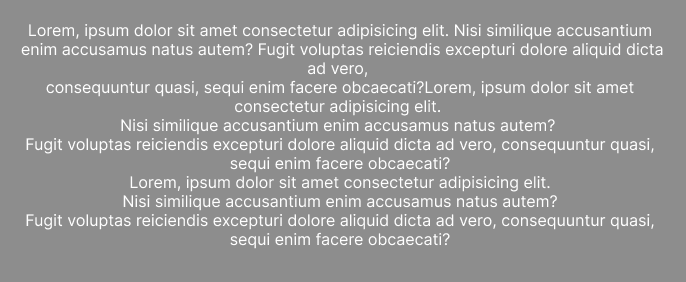 Lorem, ipsum dolor sit amet consectetur adipisicing elit. Nisi similique accusantium
enim accusamus natus autem? Fugit voluptas reiciendis excepturi dolore aliquid dicta
ad vero,
consequuntur quasi, sequi enim facere obcaecati?Lorem, ipsum dolor sit amet
consectetur adipisicing elit.
Nisi similique accusantium enim accusamus natus autem?
Fugit voluptas reiciendis excepturi dolore aliquid dicta ad vero, consequuntur quasi,
sequi enim facere obcaecati?
Lorem, ipsum dolor sit amet consectetur adipisicing elit.
Nisi similique accusantium enim accusamus natus autem?
Fugit voluptas reiciendis excepturi dolore aliquid dicta ad vero, consequuntur quasi,
sequi enim facere obcaecati?